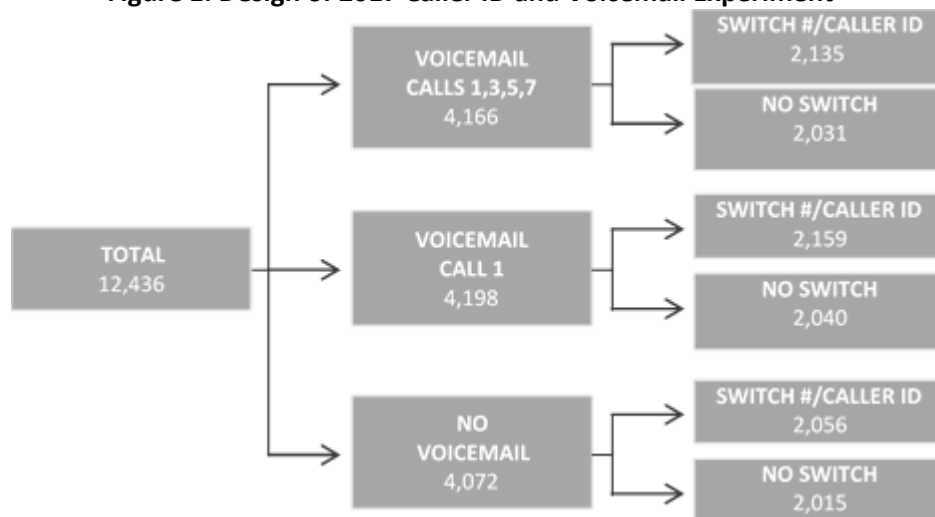 Figure Design of 2017 Caller ID and Voicemail Experiment
SWITCH #/CALLER ID
2,135
VOICEMAIL
CALLS 1,3,5,7
4,166
NO SWITCH
2,031
TOTAL
12,436
SWITCH #/CALLER ID
2,159
VOICEMAIL
CALL 1
4,198
NO SWITCH
2,040
SWITCH #/CALLER ID
2,056
NO
VOICEMAIL
4,072
NO SWITCH
2,015